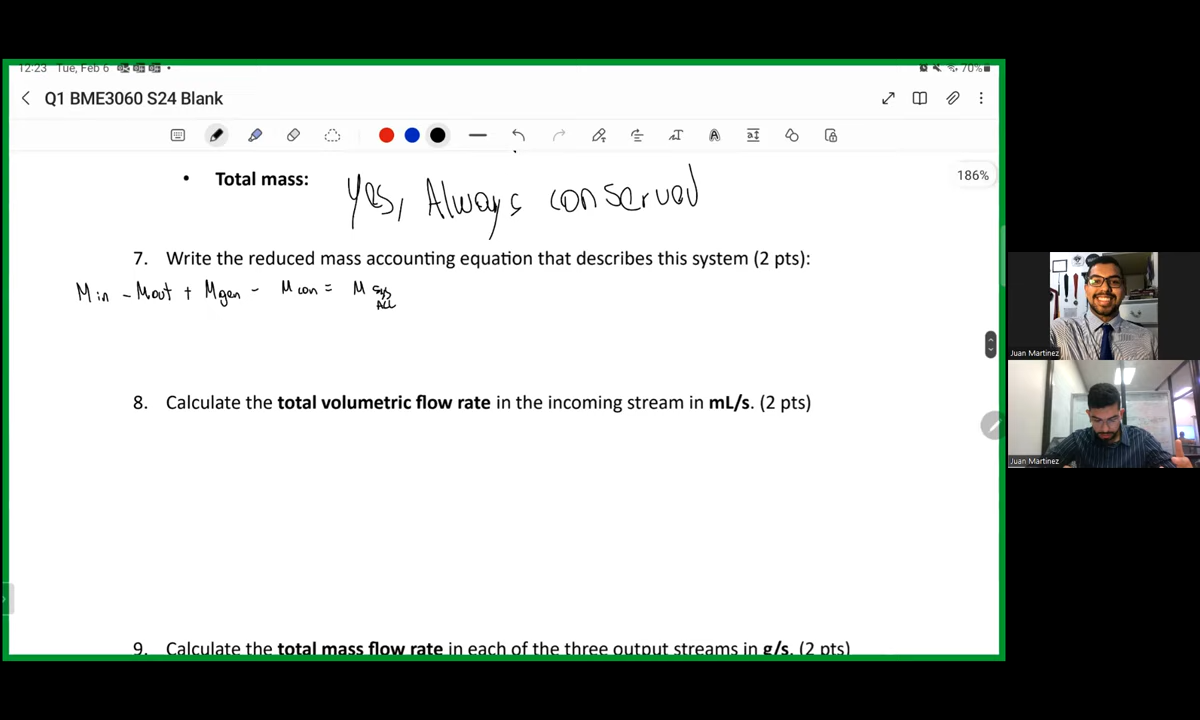 12:23 Tue, Feb 6
70%
Q1 BME3060 S24 Blank
186%
• Total mass: Yes, Always conserved
7. Write the reduced mass accounting equation that describes this system (2 pts):
Min - Mout + Mgen - Mcon = M sys
ACC
8. Calculate the total volumetric flow rate in the incoming stream in mL/s. (2 pts)
9. Calculate the total mass flow rate in each of the three output streams in g/s. (2 pts)
Juan Martinez
Juan Martinez